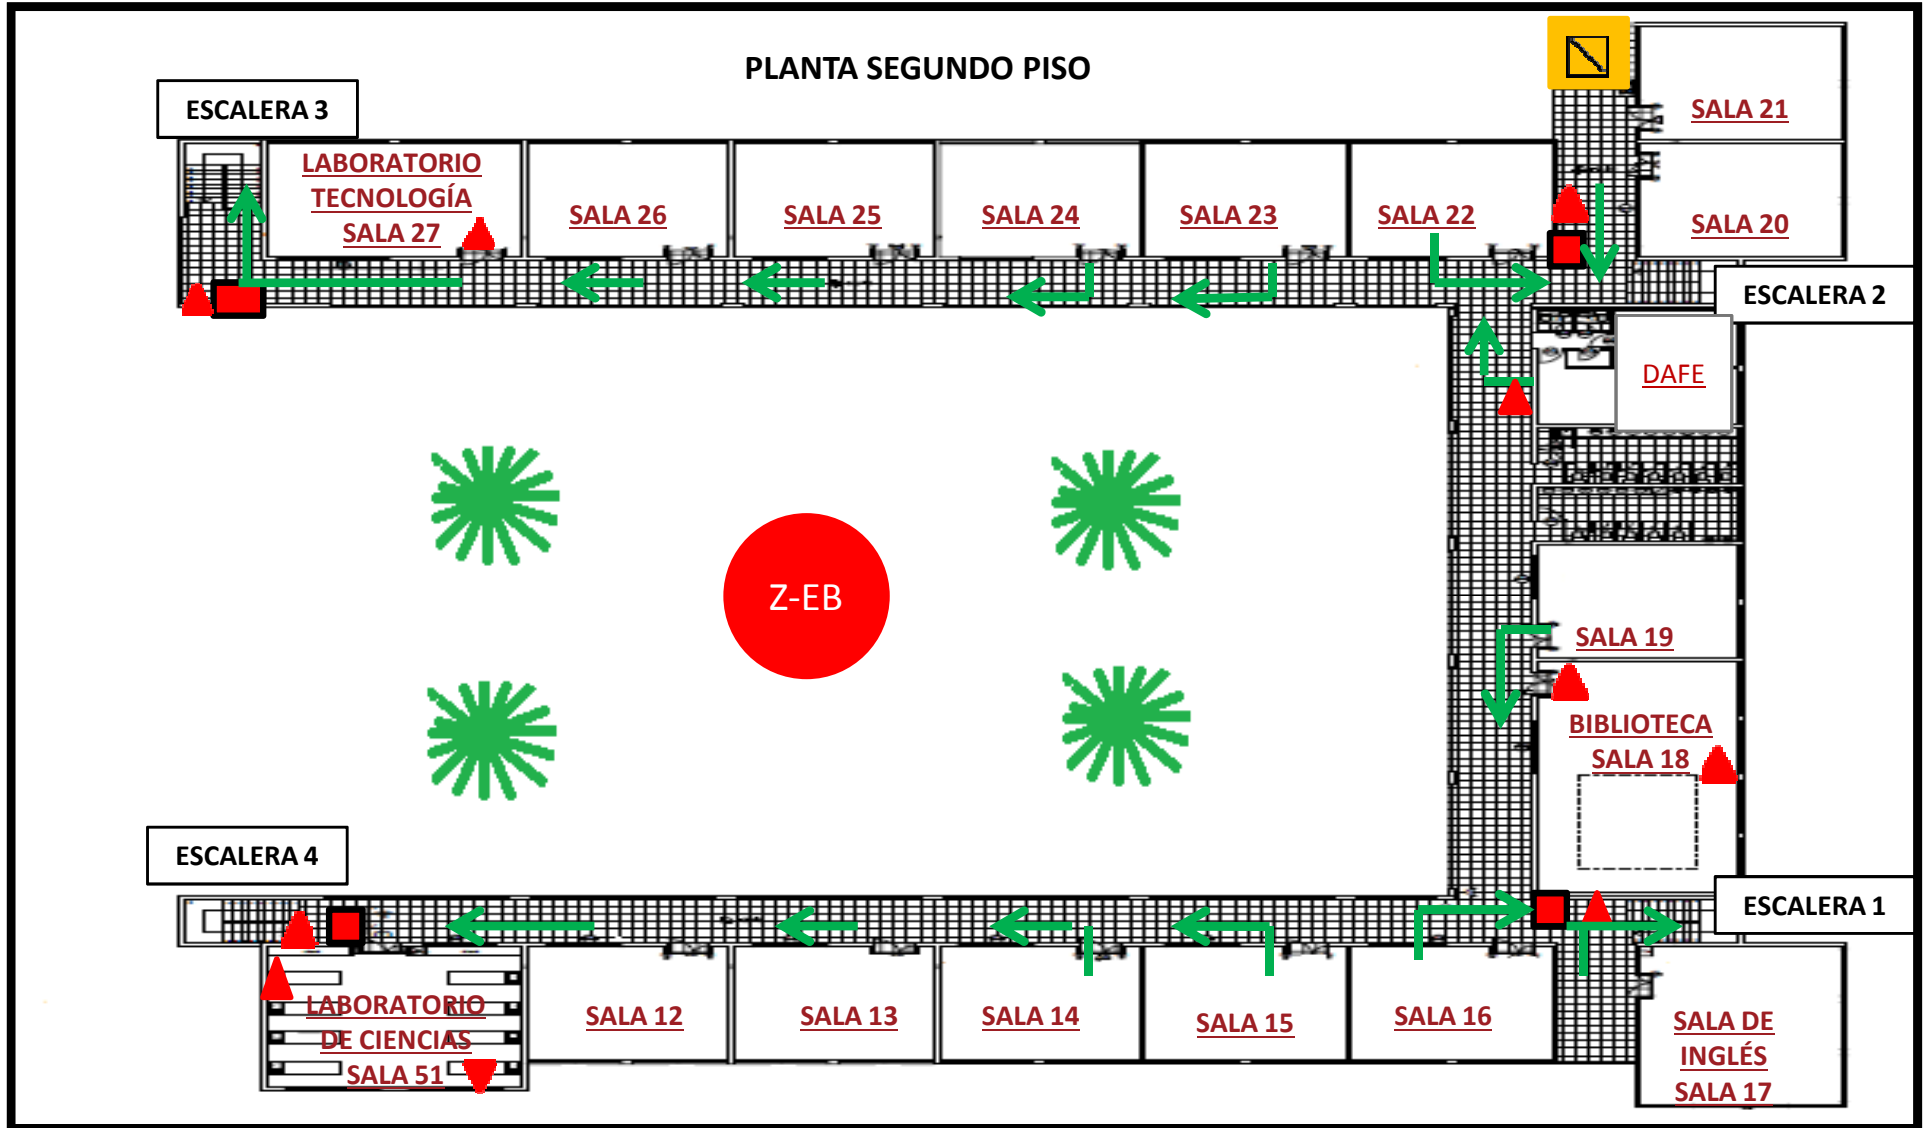 PLANTA SEGUNDO PISO
ESCALERA 3
SALA 21
LABORATORIO
TECNOLOGÍA
SALA 27
SALA 26
SALA 25
SALA 24
SALA 23
SALA 22
SALA 20
ESCALERA 2
DAFE
Z-EB
SALA 19
BIBLIOTECA
SALA 18
ESCALERA 4
ESCALERA 1
LABORATORIO
DE CIENCIAS
SALA 51
SALA 12
SALA 13
SALA 14
SALA 15
SALA 16
SALA DE
INGLÉS
SALA 17